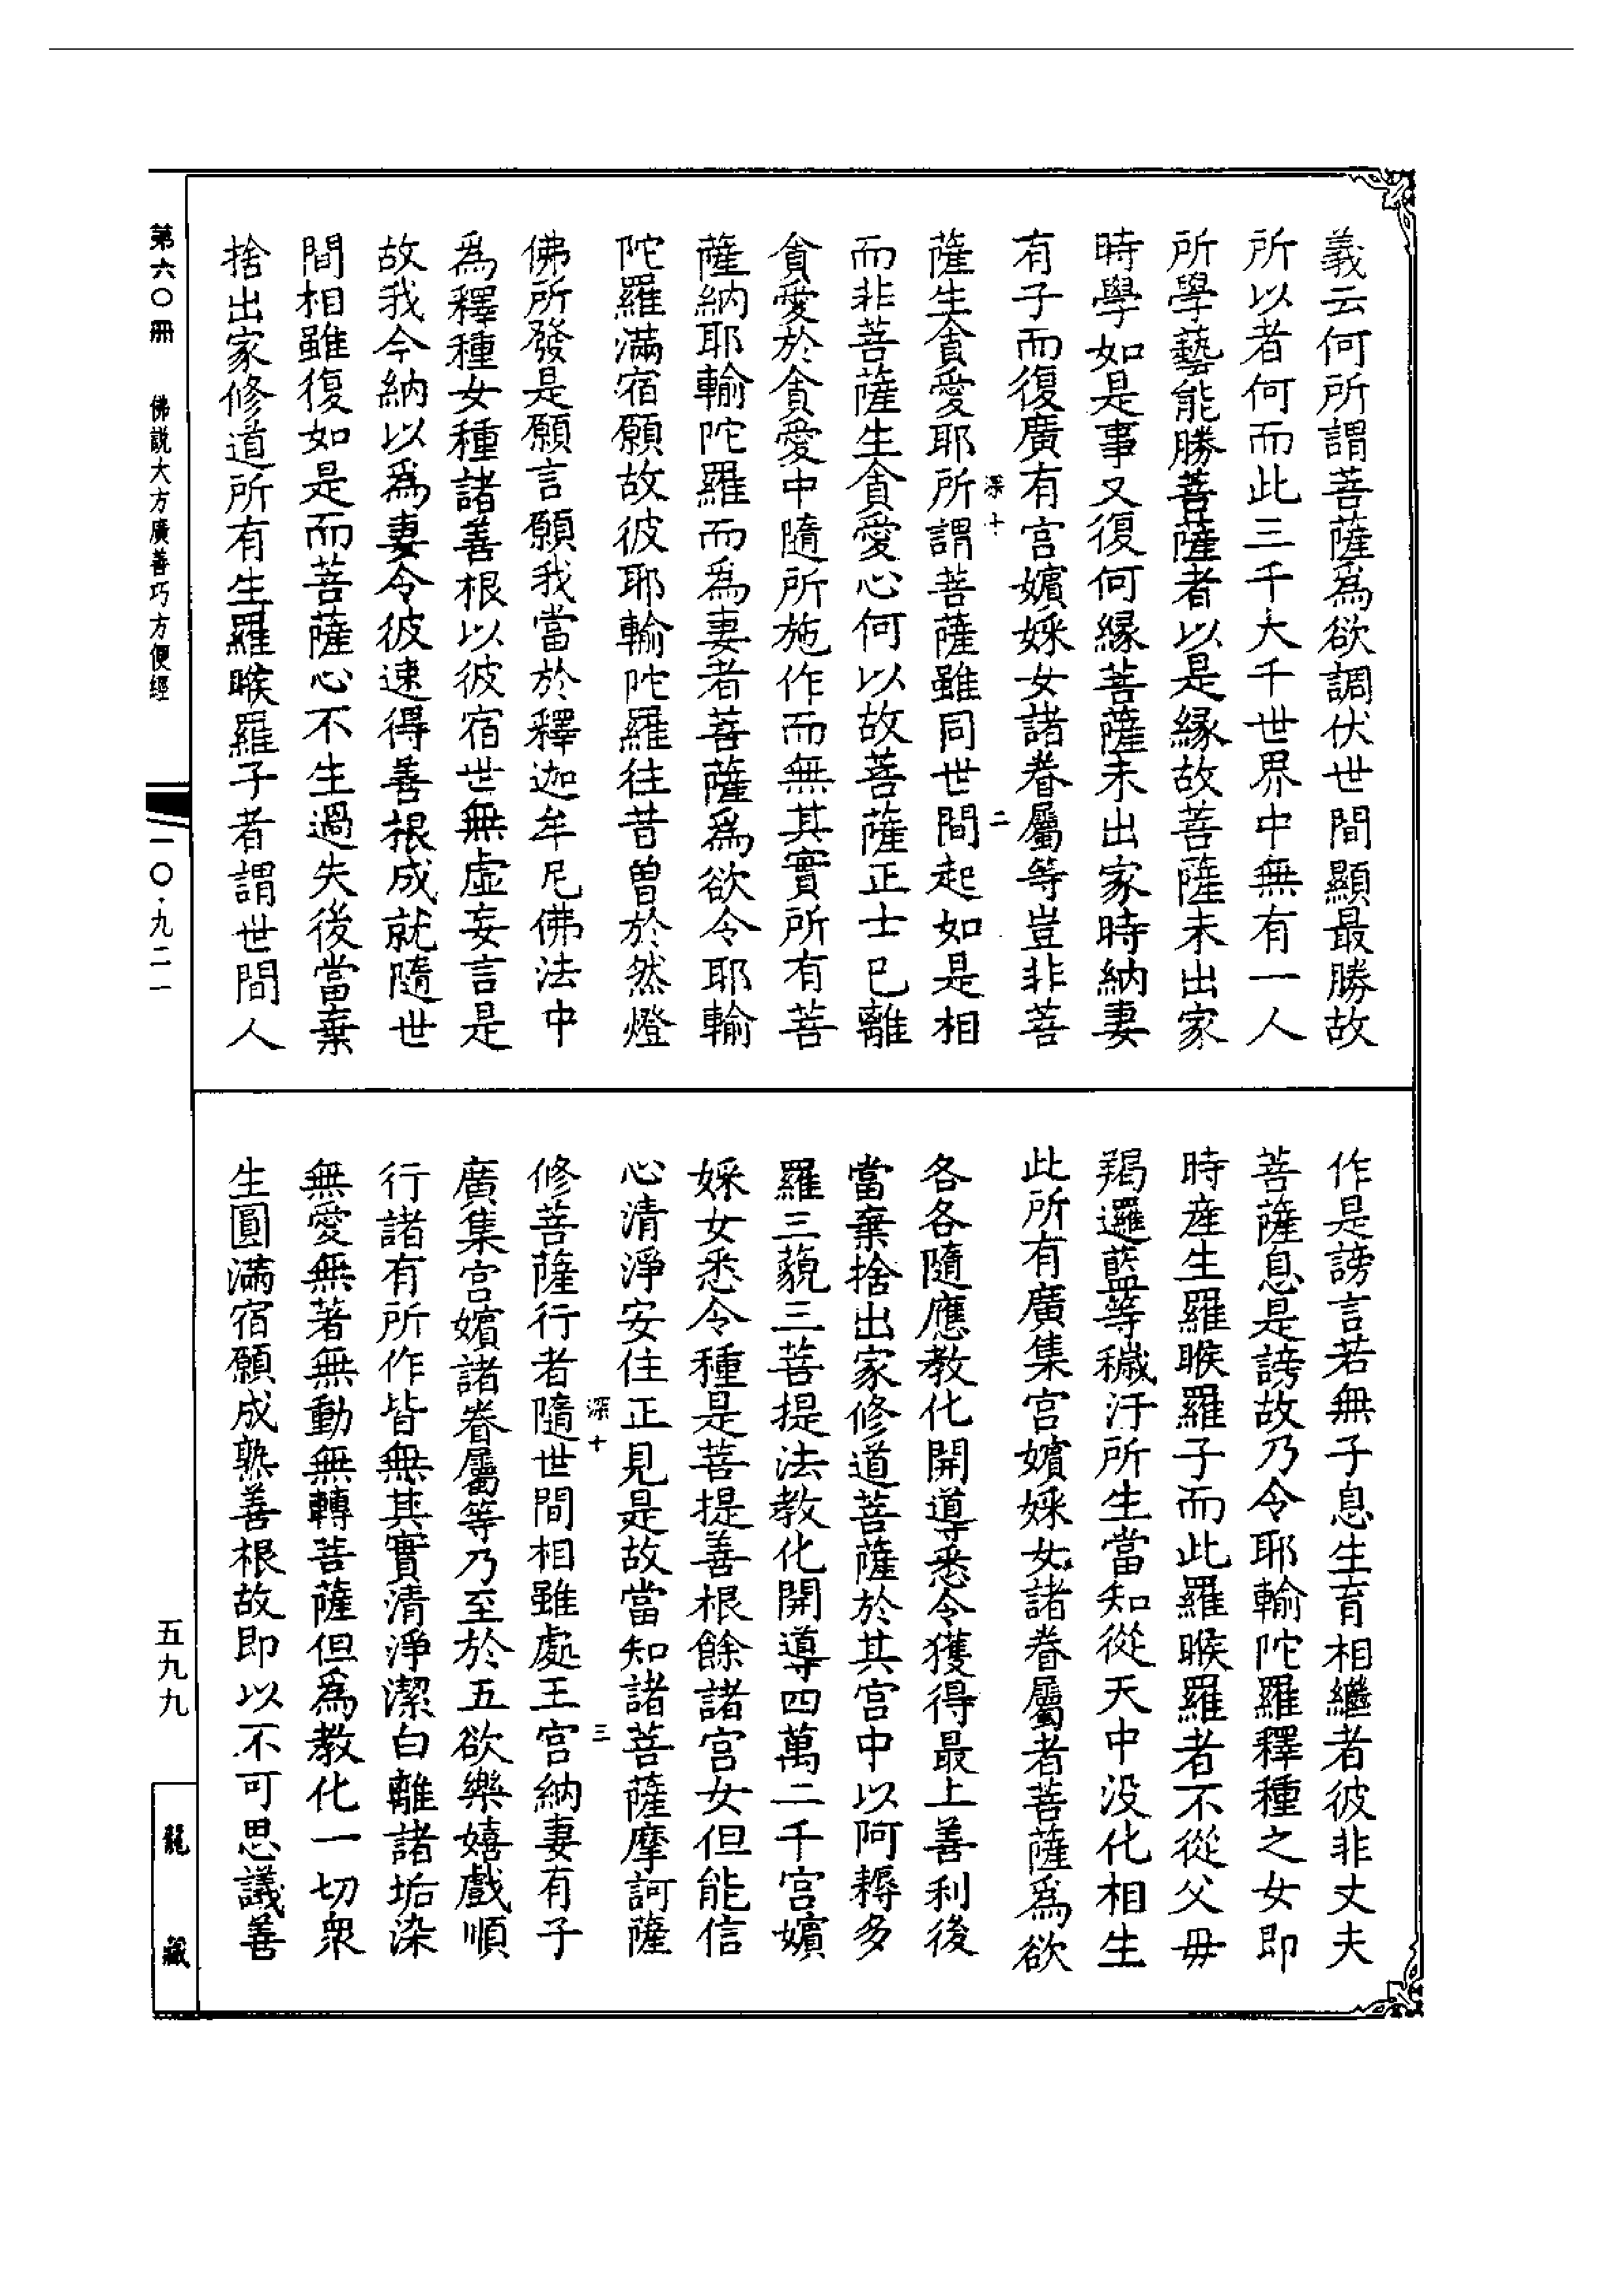 義云何所謂菩薩為欲調伏世間顯最勝故
所以者何而此三千大千世界中無有一人
所學藝能勝菩薩者以是緣故菩薩未出家
時學如是事又復何緣菩薩未出家時納妻
有子而復廣有宮嬪婇女諸眷屬等豈非菩
深十
二
薩生貪愛耶所謂菩薩雖同世間起如是相
而非菩薩生貪愛心何以故菩薩正士已離
貪愛於貪愛中隨所施作而無其實所有菩
薩納耶輸陀羅而為妻者菩薩為欲令耶輸
陀羅滿宿願故彼耶輸陀羅往昔曾於然燈
佛所發是願言願我當於釋迦牟尼佛法中
為釋種女種諸善根以彼宿世無虛妄言是
故我今納以為妻令彼速得善根成就隨世
間相雖復如是而菩薩心不生過失後當棄
捨出家修道所有生羅睺羅子者謂世間人
作是謗言若無子息生育相繼者彼非丈夫
菩薩息是謗故乃令耶輸陀羅釋種之女即
時產生羅睺羅子而此羅睺羅者不從父毋
羯邏藍等穢汙所生當知從天中没化相生
此所有廣集宮嬪婇女諸眷屬者菩薩為欲
各各隨應教化開導悉令獲得最上善利後
當棄捨出家修道菩薩於其宮中以阿耨多
羅三藐三菩提法教化開導四萬二千宮嬪
婇女悉令種是菩提善根餘諸宮女但能信
心清淨安住正見是故當知諸菩薩摩訶薩
深十
三
修菩薩行者隨世間相雖處王宮納妻有子
廣集宮嬪諸眷屬等乃至於五欲樂嬉戲順
行諸有所作皆無其實清淨潔白離諸垢染
無愛無著無動無轉菩薩但為教化一切眾
生圓滿宿願成熟善根故即以不可思議善
第六〇冊　佛説大方廣善巧方便經
一〇·九二一
五九九
龍藏